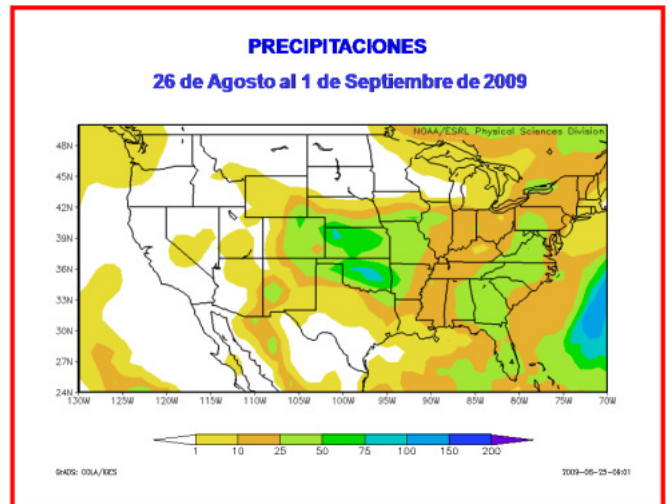 PRECIPITACIONES
26 de Agosto al 1 de Septiembre de 2009
NOAA/ESRL Physical Sciences Division
48N
45N
42N
39N
36N
33N
30N
27N
24N
130W 125W 120W 115W 110W 105W 100W 95W 90W 85W 80W 75W 70W
1 10 25 50 75 100 150 200
GrADS: COLA/IGES